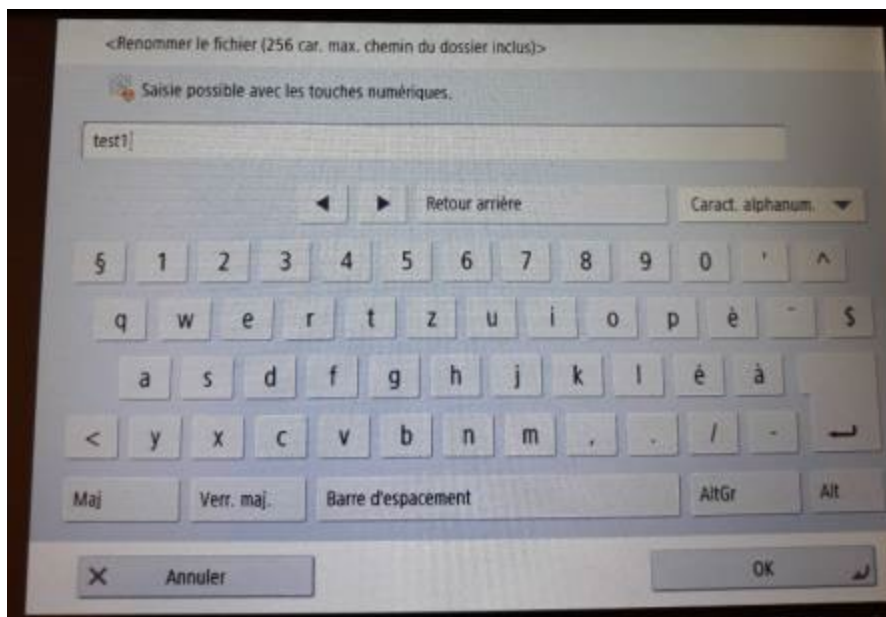 <Renommer le fichier (256 car. max. chemin du dossier inclus)>
Saisie possible avec les touches numériques.
test1
◀ ▶ Retour arrière Caract. alphanum. ▼
§ 1 2 3 4 5 6 7 8 9 0 ' ^
q w e r t z u i o p è ¨ $
a s d f g h j k l é à
< y x c v b n m , . / -
Maj Verr. maj. Barre d'espacement AltGr Alt
✕ Annuler OK